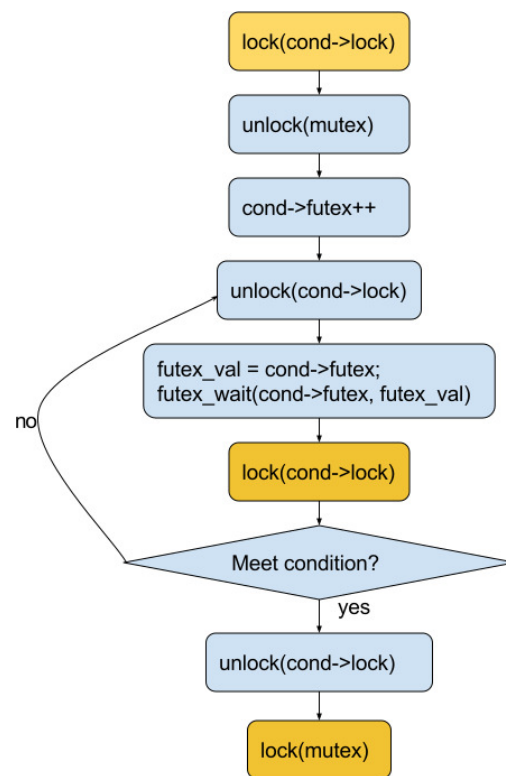 lock(cond->lock)
unlock(mutex)
cond->futex++
unlock(cond->lock)
futex_val = cond->futex;
futex_wait(cond->futex, futex_val)
no
lock(cond->lock)
Meet condition?
yes
unlock(cond->lock)
lock(mutex)